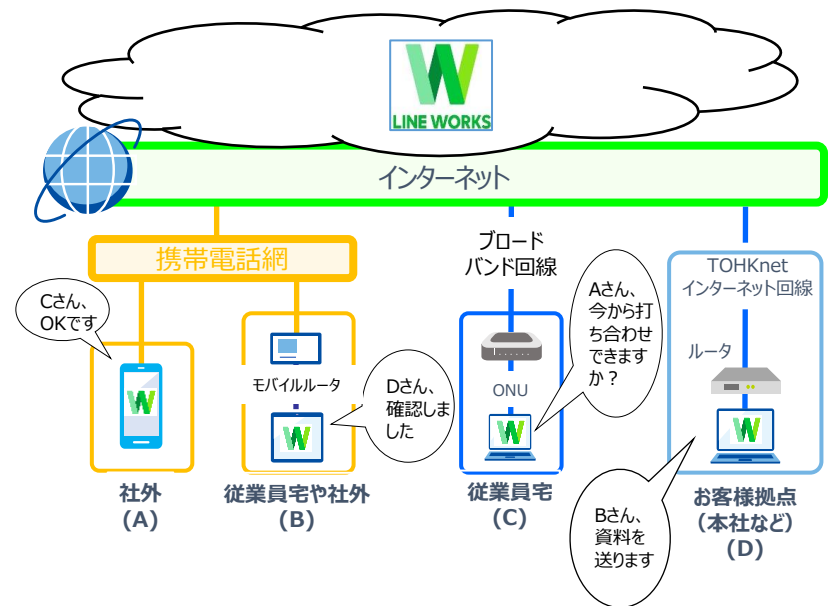 LINE WORKS
インターネット
携帯電話網
ブロード
バンド回線
TOHKnet
インターネット回線
Cさん、
OKです
モバイルルータ
Dさん、
確認しま
した
ONU
Aさん、
今から打
ち合わせ
できます
か？
ルータ
Bさん、
資料を
送ります
社外
(A)
従業員宅や社外
(B)
従業員宅
(C)
お客様拠点
（本社など）
(D)